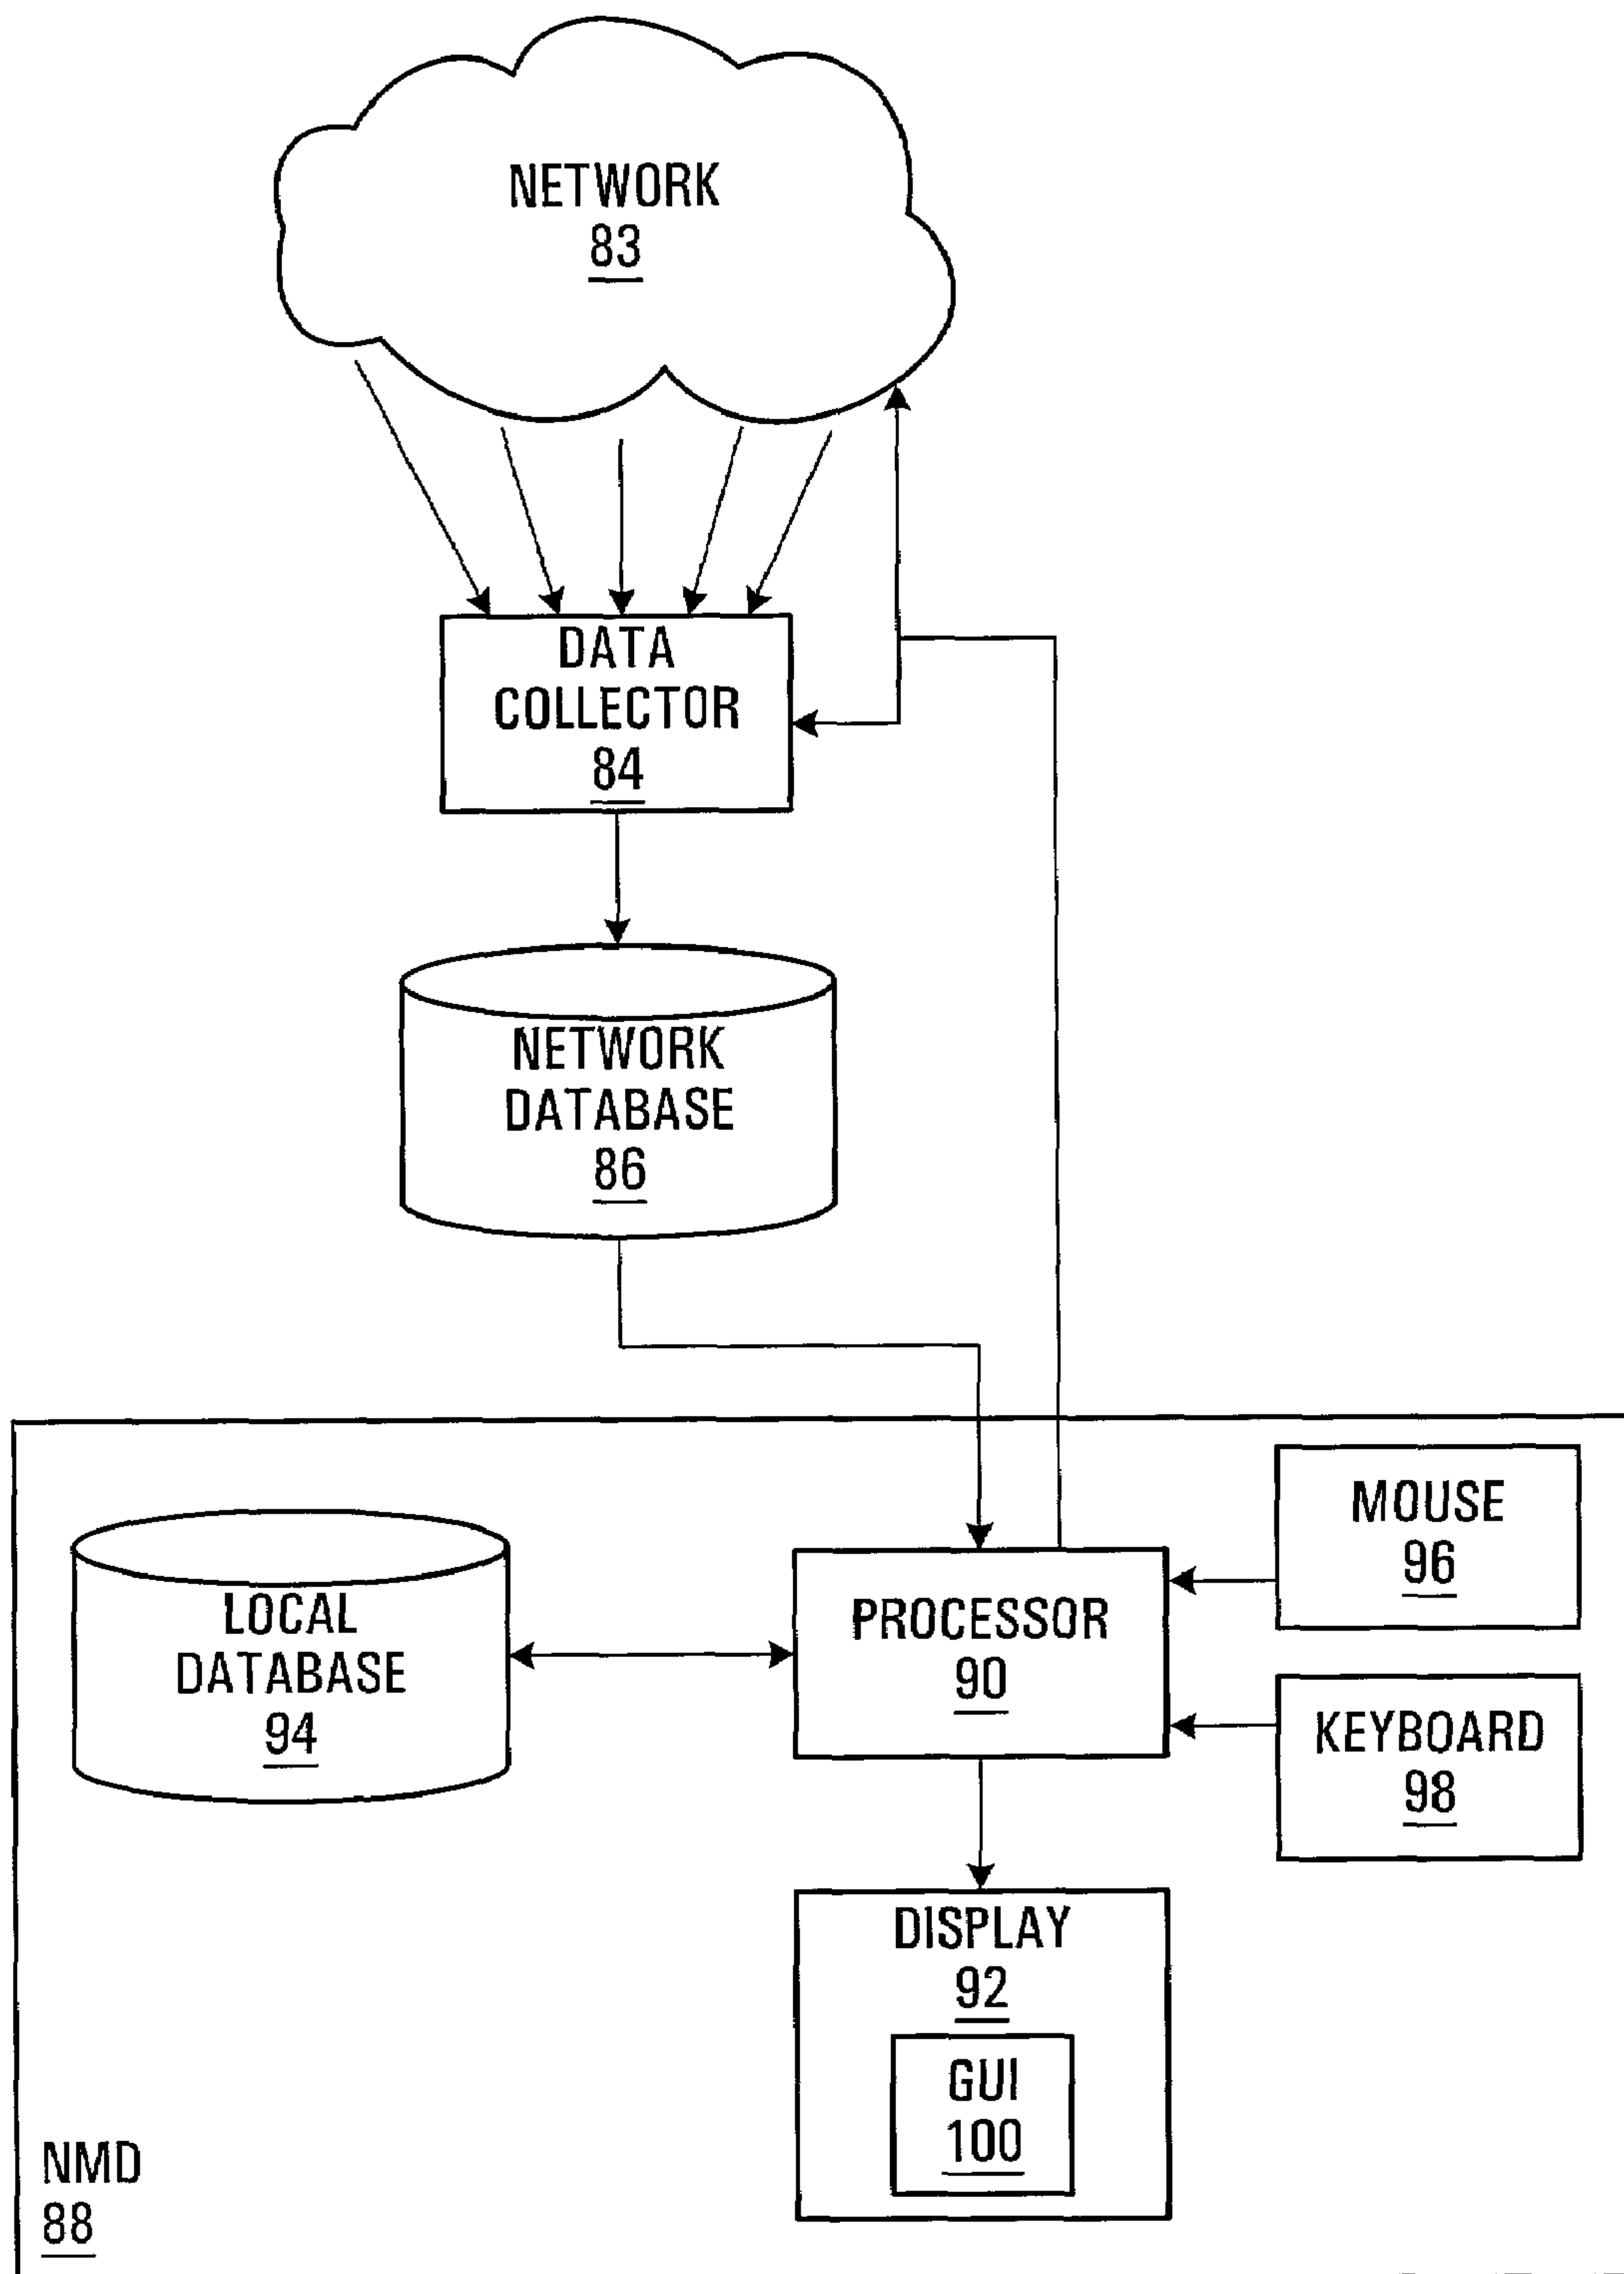 NETWORK
83
DATA
COLLECTOR
84
NETWORK
DATABASE
86
MOUSE
96
LOCAL
DATABASE
94
PROCESSOR
90
KEYBOARD
98
DISPLAY
92
GUI
100
NMD
88